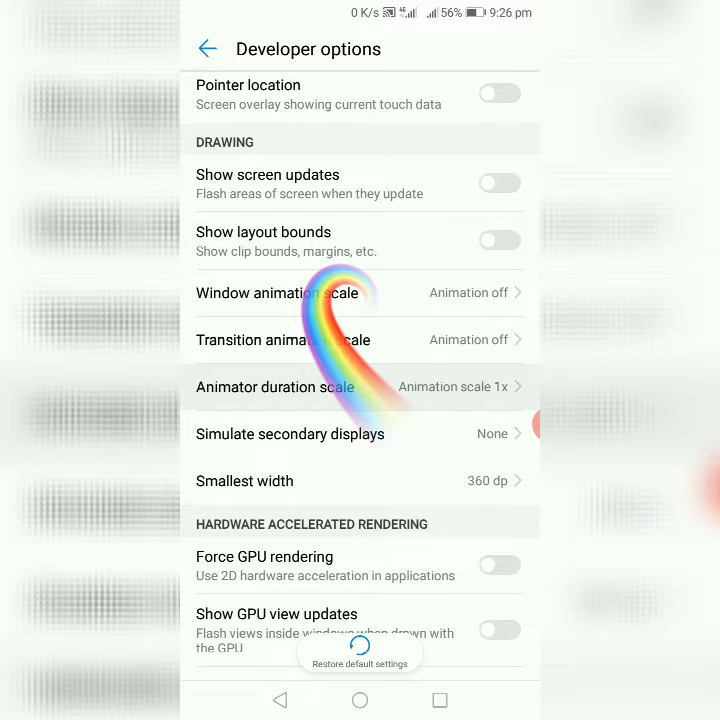 0 K/s 4G 56% 9:26 pm
Developer options
Pointer location
Screen overlay showing current touch data
DRAWING
Show screen updates
Flash areas of screen when they update
Show layout bounds
Show clip bounds, margins, etc.
Window animation scale Animation off
Transition animation scale Animation off
Animator duration scale Animation scale 1x
Simulate secondary displays None
Smallest width 360 dp
HARDWARE ACCELERATED RENDERING
Force GPU rendering
Use 2D hardware acceleration in applications
Show GPU view updates
Flash views inside windows when drawn with
the GPU
Restore default settings